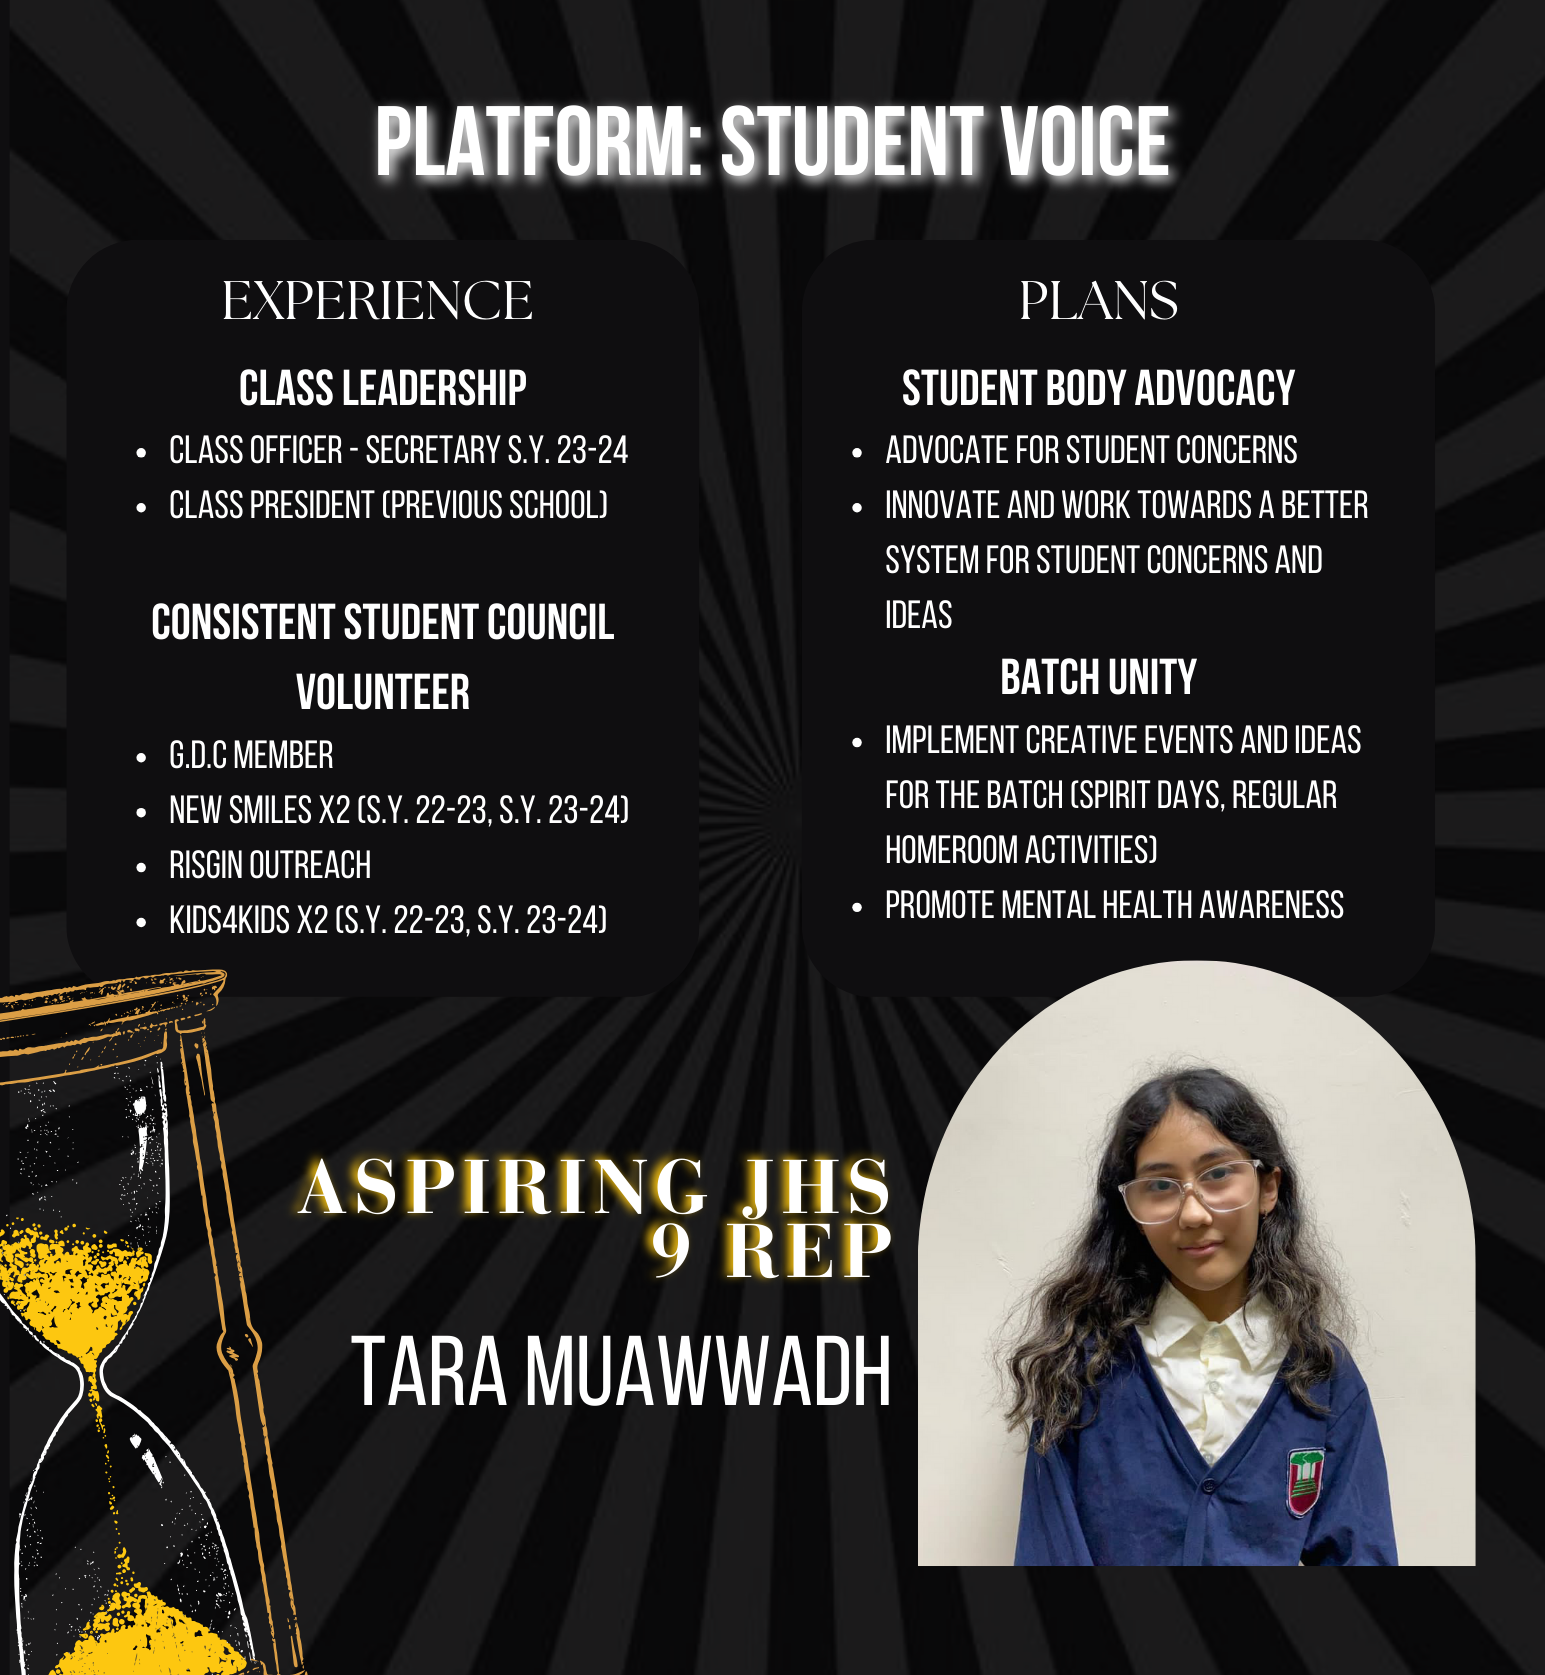 PLATFORM: STUDENT VOICE
EXPERIENCE
CLASS LEADERSHIP
• CLASS OFFICER - SECRETARY S.Y. 23-24
• CLASS PRESIDENT (PREVIOUS SCHOOL)
CONSISTENT STUDENT COUNCIL
VOLUNTEER
• G.D.C MEMBER
• NEW SMILES X2 (S.Y. 22-23, S.Y. 23-24)
• RISGIN OUTREACH
• KIDS4KIDS X2 (S.Y. 22-23, S.Y. 23-24)
PLANS
STUDENT BODY ADVOCACY
• ADVOCATE FOR STUDENT CONCERNS
• INNOVATE AND WORK TOWARDS A BETTER
SYSTEM FOR STUDENT CONCERNS AND
IDEAS
BATCH UNITY
• IMPLEMENT CREATIVE EVENTS AND IDEAS
FOR THE BATCH (SPIRIT DAYS, REGULAR
HOMEROOM ACTIVITIES)
• PROMOTE MENTAL HEALTH AWARENESS
ASPIRING JHS
9 REP
TARA MUAWWADH